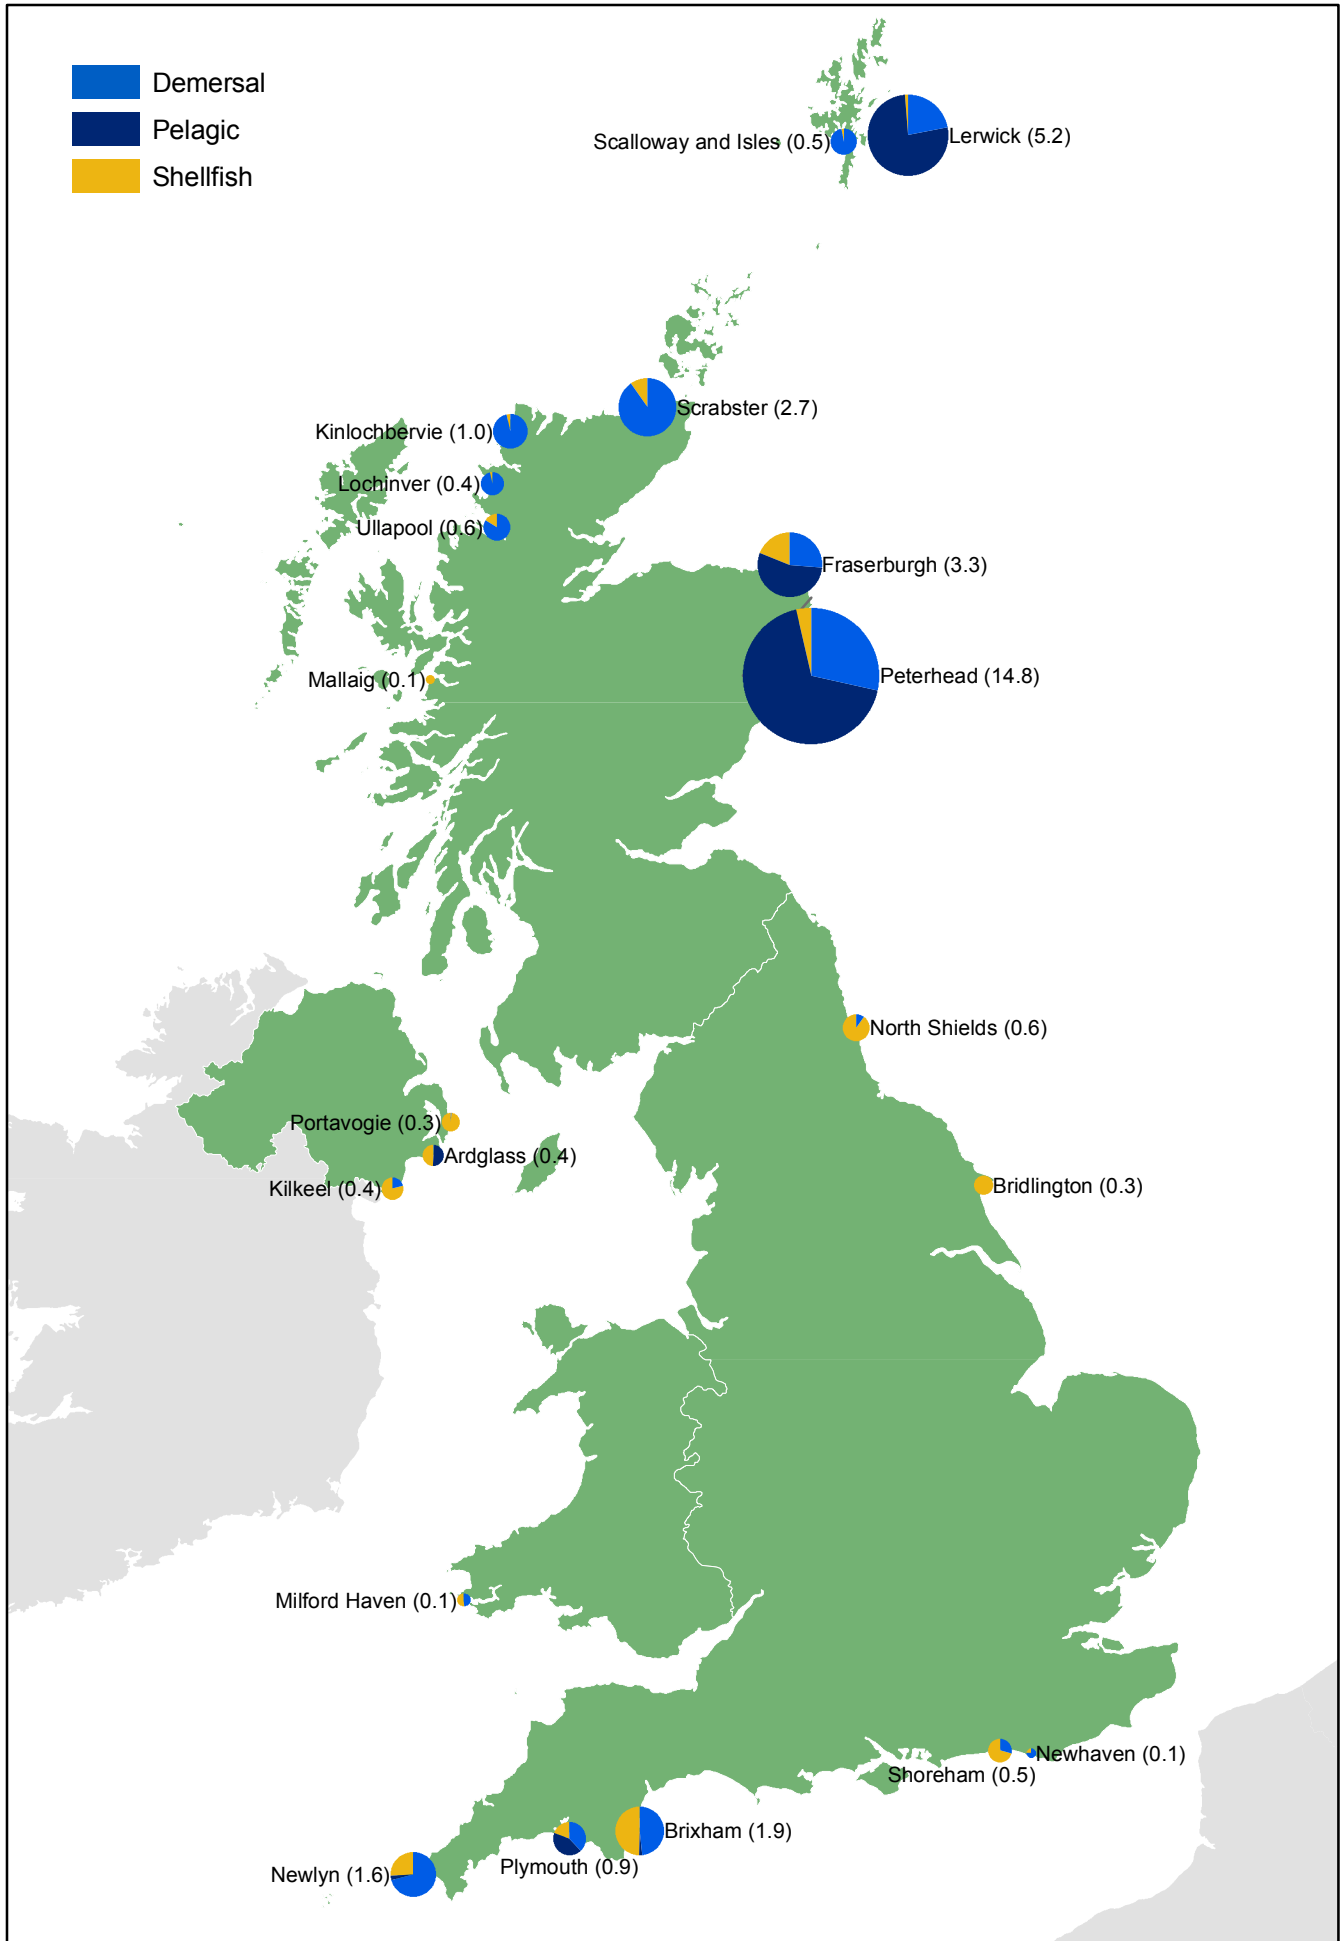 Demersal
Pelagic
Shellfish
Scalloway and Isles (0.5)
Lerwick (5.2)
Scrabster (2.7)
Kinlochbervie (1.0)
Lochinver (0.4)
Ullapool (0.6)
Fraserburgh (3.3)
Peterhead (14.8)
Mallaig (0.1)
North Shields (0.6)
Portavogie (0.3)
Ardglass (0.4)
Kilkeel (0.4)
Bridlington (0.3)
Milford Haven (0.1)
Newhaven (0.1)
Shoreham (0.5)
Brixham (1.9)
Plymouth (0.9)
Newlyn (1.6)